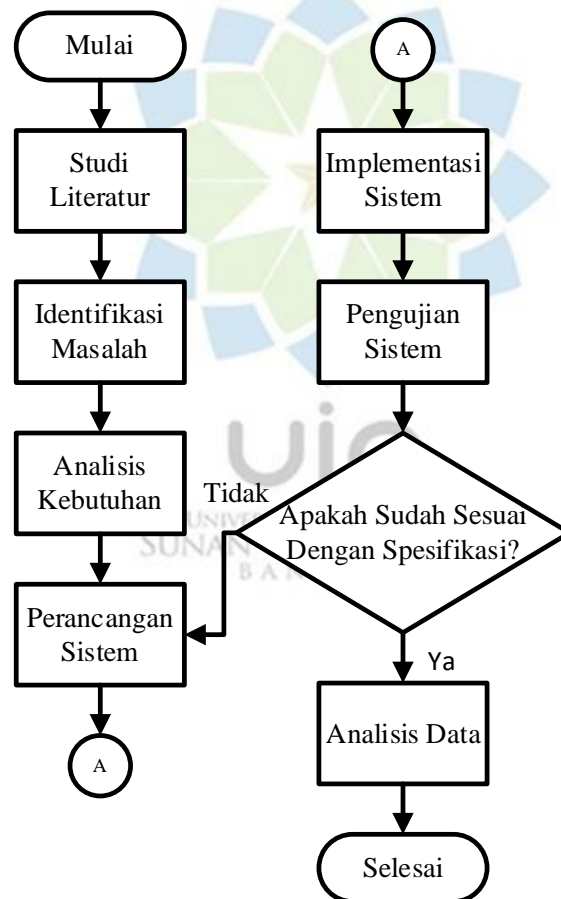 Mulai
Studi
Literatur
Identifikasi
Masalah
Analisis
Kebutuhan
Perancangan
Sistem
A
A
Implementasi
Sistem
Pengujian
Sistem
Apakah Sudah Sesuai
Dengan Spesifikasi?
Tidak
Ya
Analisis Data
Selesai
SUNAN